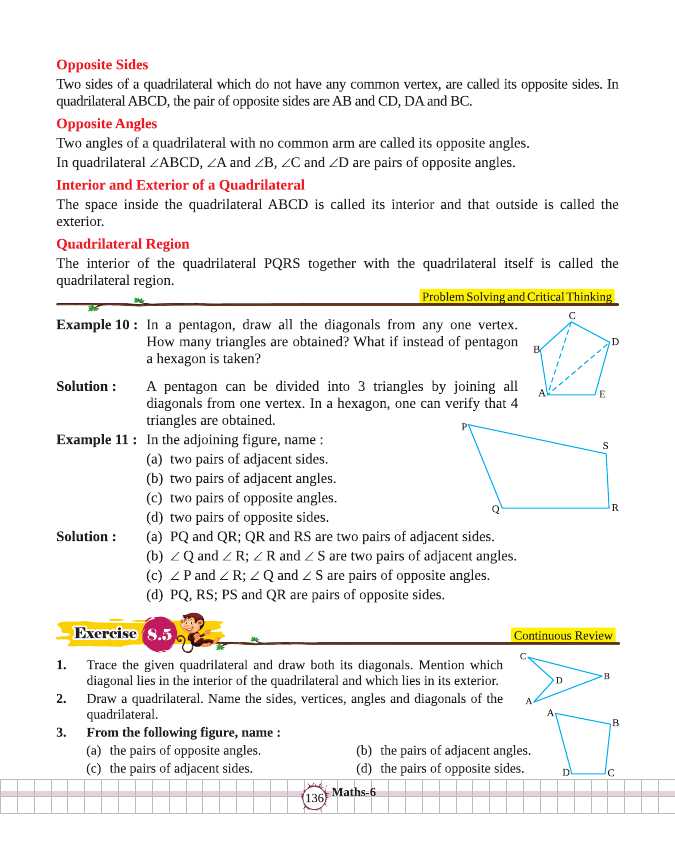 Opposite Sides
Two sides of a quadrilateral which do not have any common vertex, are called its opposite sides. In
quadrilateral ABCD, the pair of opposite sides are AB and CD, DA and BC.
Opposite Angles
Two angles of a quadrilateral with no common arm are called its opposite angles.
In quadrilateral ∠ABCD, ∠A and ∠B, ∠C and ∠D are pairs of opposite angles.
Interior and Exterior of a Quadrilateral
The space inside the quadrilateral ABCD is called its interior and that outside is called the
exterior.
Quadrilateral Region
The interior of the quadrilateral PQRS together with the quadrilateral itself is called the
quadrilateral region.
Problem Solving and Critical Thinking
Example 10 : In a pentagon, draw all the diagonals from any one vertex.
How many triangles are obtained? What if instead of pentagon
a hexagon is taken?
C
B
D
A
E
Solution : A pentagon can be divided into 3 triangles by joining all
diagonals from one vertex. In a hexagon, one can verify that 4
triangles are obtained.
Example 11 : In the adjoining figure, name :
(a) two pairs of adjacent sides.
(b) two pairs of adjacent angles.
(c) two pairs of opposite angles.
(d) two pairs of opposite sides.
P
S
Q
R
Solution : (a) PQ and QR; QR and RS are two pairs of adjacent sides.
(b) ∠ Q and ∠ R; ∠ R and ∠ S are two pairs of adjacent angles.
(c) ∠ P and ∠ R; ∠ Q and ∠ S are pairs of opposite angles.
(d) PQ, RS; PS and QR are pairs of opposite sides.
Exercise 8.5
Continuous Review
1. Trace the given quadrilateral and draw both its diagonals. Mention which
diagonal lies in the interior of the quadrilateral and which lies in its exterior.
C
B
D
A
2. Draw a quadrilateral. Name the sides, vertices, angles and diagonals of the
quadrilateral.
3. From the following figure, name :
(a) the pairs of opposite angles. (b) the pairs of adjacent angles.
(c) the pairs of adjacent sides. (d) the pairs of opposite sides.
A
B
D
C
136 Maths-6